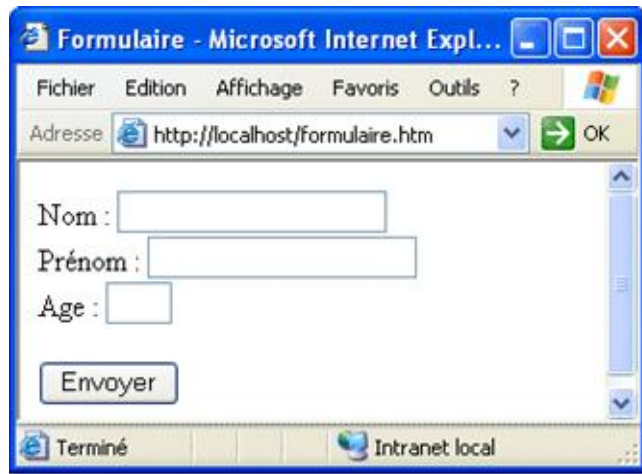 Formulaire - Microsoft Internet Expl...
Fichier Edition Affichage Favoris Outils ?
Adresse http://localhost/formulaire.htm OK
Nom :
Prénom :
Age :
Envoyer
Terminé Intranet local